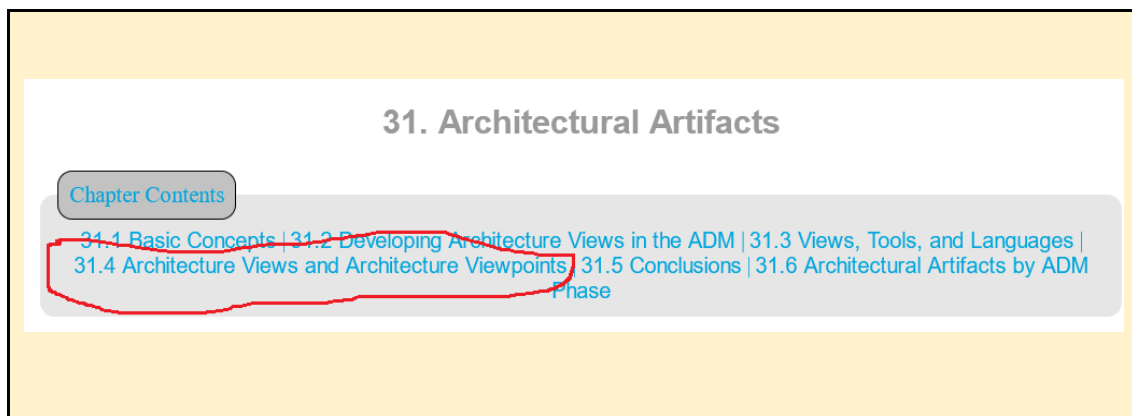 31. Architectural Artifacts
Chapter Contents
31.1 Basic Concepts | 31.2 Developing Architecture Views in the ADM | 31.3 Views, Tools, and Languages |
31.4 Architecture Views and Architecture Viewpoints | 31.5 Conclusions | 31.6 Architectural Artifacts by ADM
Phase